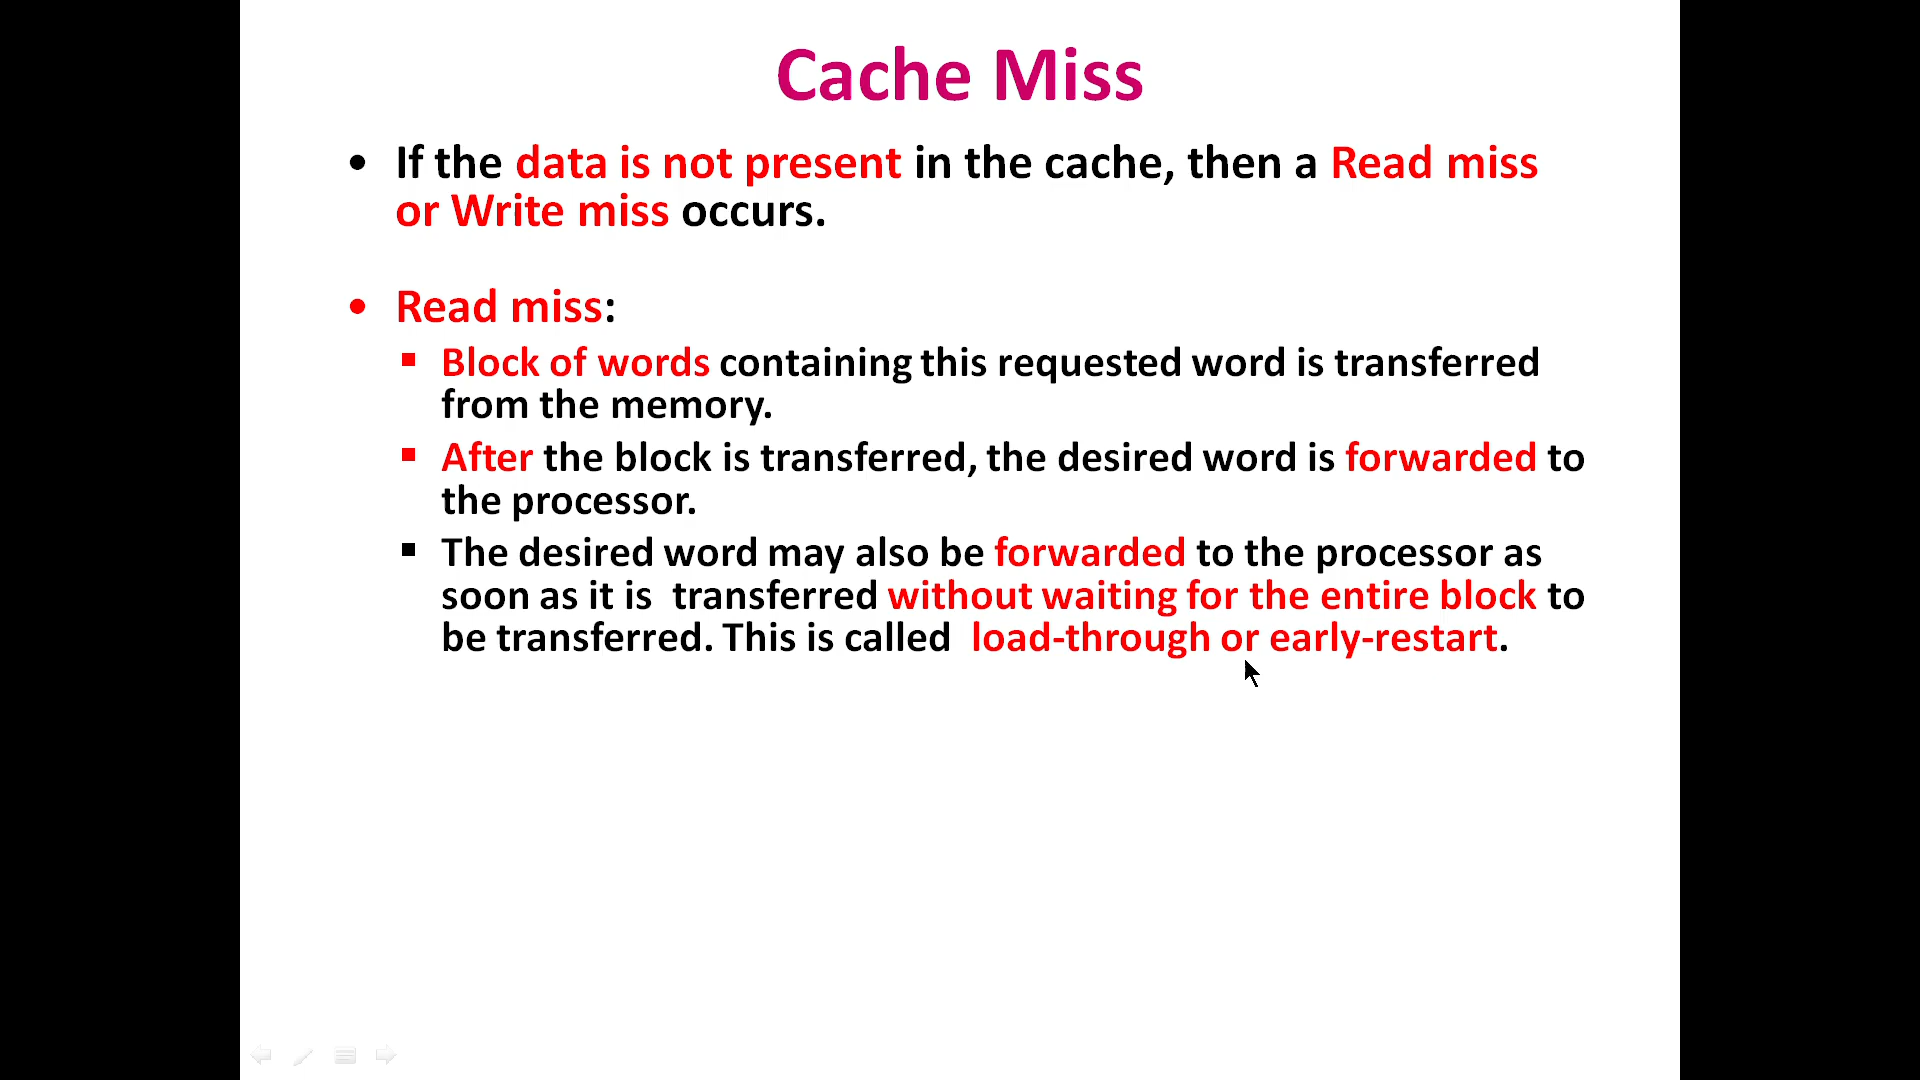 Cache Miss
• If the data is not present in the cache, then a Read miss
or Write miss occurs.
• Read miss:
▪ Block of words containing this requested word is transferred
from the memory.
▪ After the block is transferred, the desired word is forwarded to
the processor.
▪ The desired word may also be forwarded to the processor as
soon as it is  transferred without waiting for the entire block to
be transferred. This is called  load-through or early-restart.